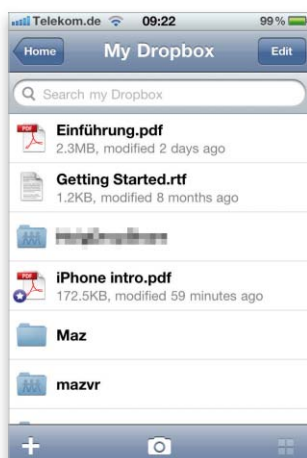 Telekom.de 09:22 99%
Home My Dropbox Edit
Search my Dropbox
PDF Einführung.pdf
2.3MB, modified 2 days ago
Getting Started.rtf
1.2KB, modified 8 months ago
PDF iPhone intro.pdf
172.5KB, modified 59 minutes ago
Maz
mazvr